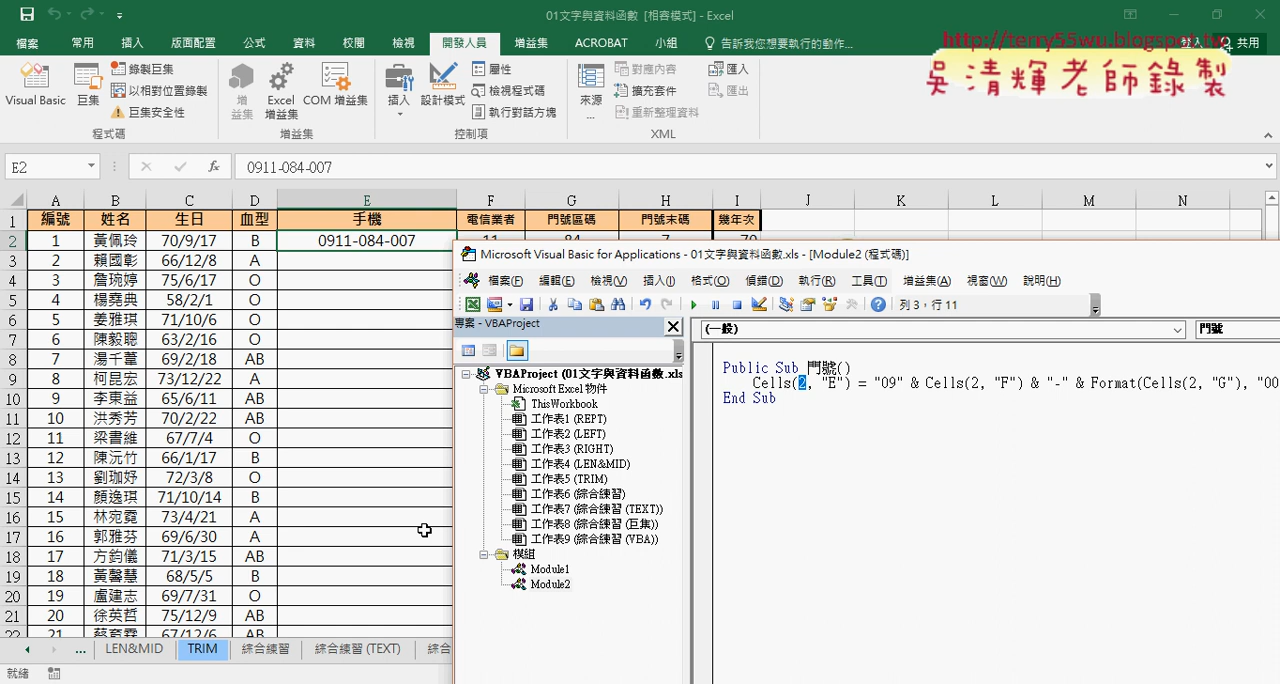 01文字與資料函數 [相容模式] - Excel
檔案 常用 插入 版面配置 公式 資料 校閱 檢視 開發人員 增益集 ACROBAT 小組 告訴我您想要執行的動作... 登入 共用
http://terry55wu.blogspot.tw
吳清輝老師錄製
Visual Basic 巨集 錄製巨集 以相對位置錄製 巨集安全性 程式碼
增益集 Excel 增益集 COM 增益集 增益集
插入 設計模式 屬性 檢視程式碼 執行對話方塊 控制項
來源... 對應內容 擴充套件 重新整理資料 匯入 匯出 XML
E2 fx 0911-084-007
A B C D E F G H I J K L M N
1 編號 姓名 生日 血型 手機 電信業者 門號區碼 門號末碼 幾年次
2 1 黃佩玲 70/9/17 B 0911-084-007 11 84 7 70
3 2 賴國彰 66/12/8 A
4 3 詹琬婷 75/6/7 O
5 4 楊堯典 58/2/1 O
6 5 姜雅琪 71/10/6 O
7 6 陳毅聰 63/2/16 O
8 7 湯千蕙 69/2/18 AB
9 8 柯昆宏 73/12/22 A
10 9 李東益 65/6/11 AB
11 10 洪秀芳 70/2/22 AB
12 11 梁書維 67/7/4 O
13 12 陳沅竹 66/1/17 B
14 13 劉珈妤 72/3/8 O
15 14 顏逸琪 71/10/14 B
16 15 林宛霓 73/4/21 A
17 16 郭雅芬 69/6/30 A
18 17 方鈞儀 71/3/15 AB
19 18 黃馨慧 68/5/5 B
20 19 盧建志 69/7/31 O
21 20 徐英哲 75/12/9 AB
22 21 67/12/6 AB
... LEN&MID TRIM 綜合練習 綜合練習 (TEXT) 綜合
就緒
Microsoft Visual Basic for Applications - 01文字與資料函數.xls - [Module2 (程式碼)]
檔案(F) 編輯(E) 檢視(V) 插入(I) 格式(O) 偵錯(D) 執行(R) 工具(T) 增益集(A) 視窗(W) 說明(H)
列 3，行 11
專案 - VBAProject
(一般) 門號
VBAProject (01文字與資料函數.xls
Microsoft Excel 物件
ThisWorkbook
工作表1 (REPT)
工作表2 (LEFT)
工作表3 (RIGHT)
工作表4 (LEN&MID)
工作表5 (TRIM)
工作表6 (綜合練習)
工作表7 (綜合練習 (TEXT))
工作表8 (綜合練習 (巨集))
工作表9 (綜合練習 (VBA))
模組
Module1
Module2
Public Sub 門號()
Cells(2, "E") = "09" & Cells(2, "F") & "-" & Format(Cells(2, "G"), "00
End Sub